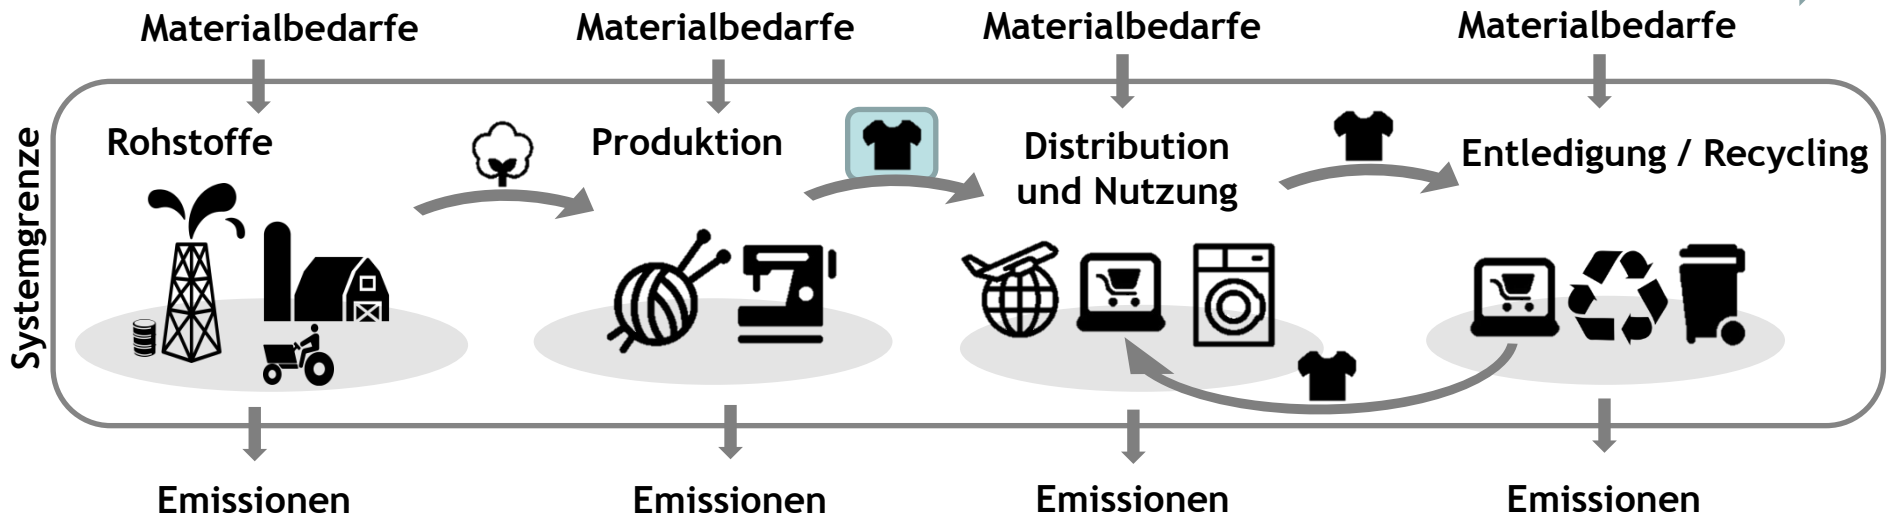 Materialbedarfe
Materialbedarfe
Materialbedarfe
Materialbedarfe
Systemgrenze
Rohstoffe
Produktion
Distribution
und Nutzung
Entledigung / Recycling
Emissionen
Emissionen
Emissionen
Emissionen